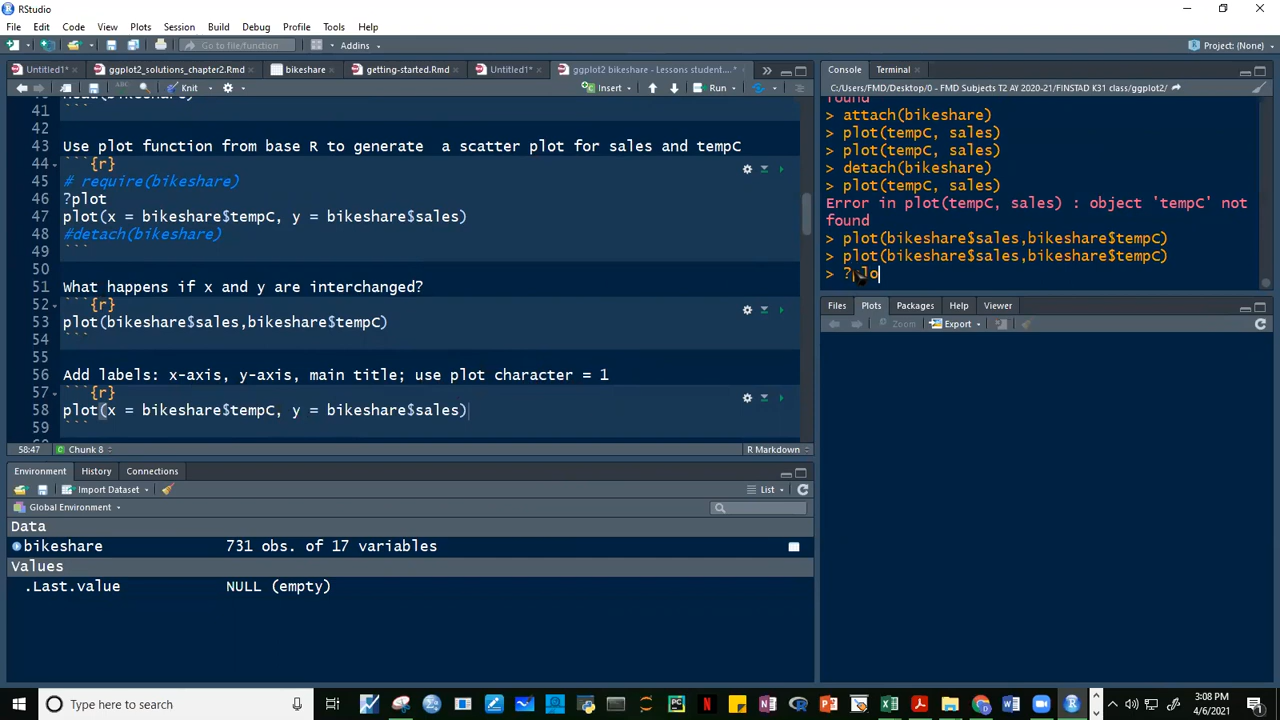 RStudio
File Edit Code View Plots Session Build Debug Profile Tools Help
Go to file/function
Addins
Project: (None)
Untitled1* ggplot2_solutions_chapter2.Rmd bikeshare getting-started.Rmd Untitled1* ggplot2 bikeshare - Lessons student...*
Knit Insert Run
41 ```
42
43 Use plot function from base R to generate  a scatter plot for sales and tempC
44 ```{r}
45 # require(bikeshare)
46 ?plot
47 plot(x = bikeshare$tempC, y = bikeshare$sales)
48 #detach(bikeshare)
49 ```
50
51 What happens if x and y are interchanged?
52 ```{r}
53 plot(bikeshare$sales,bikeshare$tempC)
54 ```
55
56 Add labels: x-axis, y-axis, main title; use plot character = 1
57 ```{r}
58 plot(x = bikeshare$tempC, y = bikeshare$sales)
59 ```
58:47 Chunk 8 R Markdown
Environment History Connections
Import Dataset List
Global Environment
Data
bikeshare 731 obs. of 17 variables
Values
.Last.value NULL (empty)
Console Terminal
C:/Users/FMD/Desktop/0 - FMD Subjects T2 AY 2020-21/FINSTAD K31 class/ggplot2/
found
> attach(bikeshare)
> plot(tempC, sales)
> plot(tempC, sales)
> detach(bikeshare)
> plot(tempC, sales)
Error in plot(tempC, sales) : object 'tempC' not
found
> plot(bikeshare$sales,bikeshare$tempC)
> plot(bikeshare$sales,bikeshare$tempC)
> ?plo
Files Plots Packages Help Viewer
Zoom Export
Type here to search
3:08 PM
4/6/2021